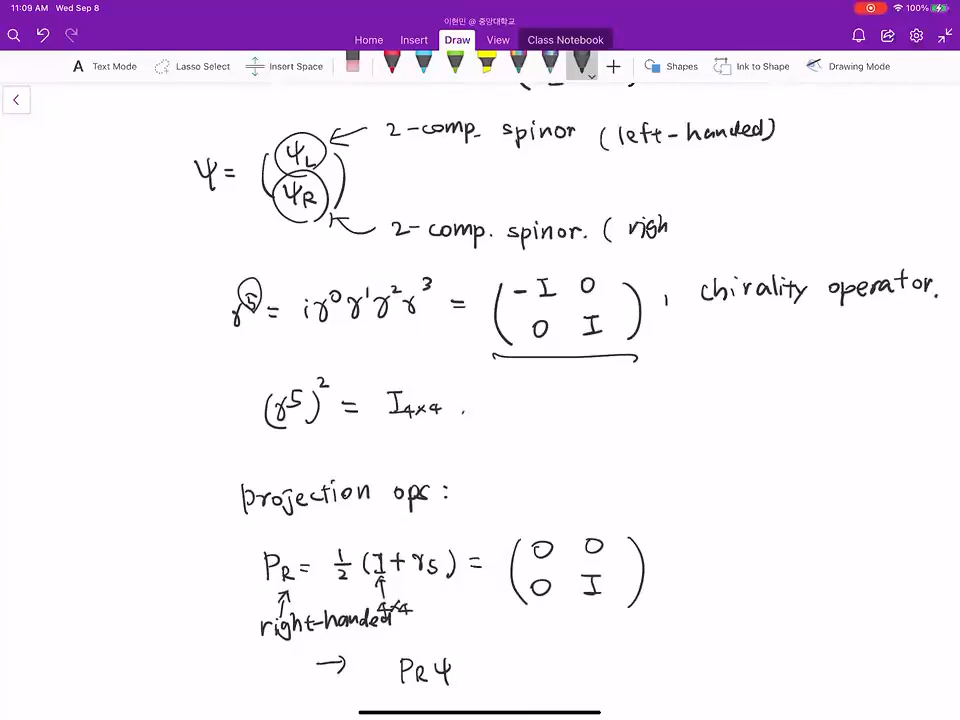 11:09 AM Wed Sep 8
100%
이현민 @ 중앙대학교
Home Insert Draw View Class Notebook
A Text Mode Lasso Select Insert Space Shapes Ink to Shape Drawing Mode
ψ = (ψL ψR) ← 2-comp. spinor (left-handed)
2-comp. spinor. (righ
γ⁵ = iγ⁰γ¹γ²γ³ = (-I 0
0 I) , chirality operator.
(γ⁵)² = I₄ₓ₄ .
projection ops :
PR = 1/2 (I + γ5) = (0 0
0 I)
right-handed 4×4
→ PRψ